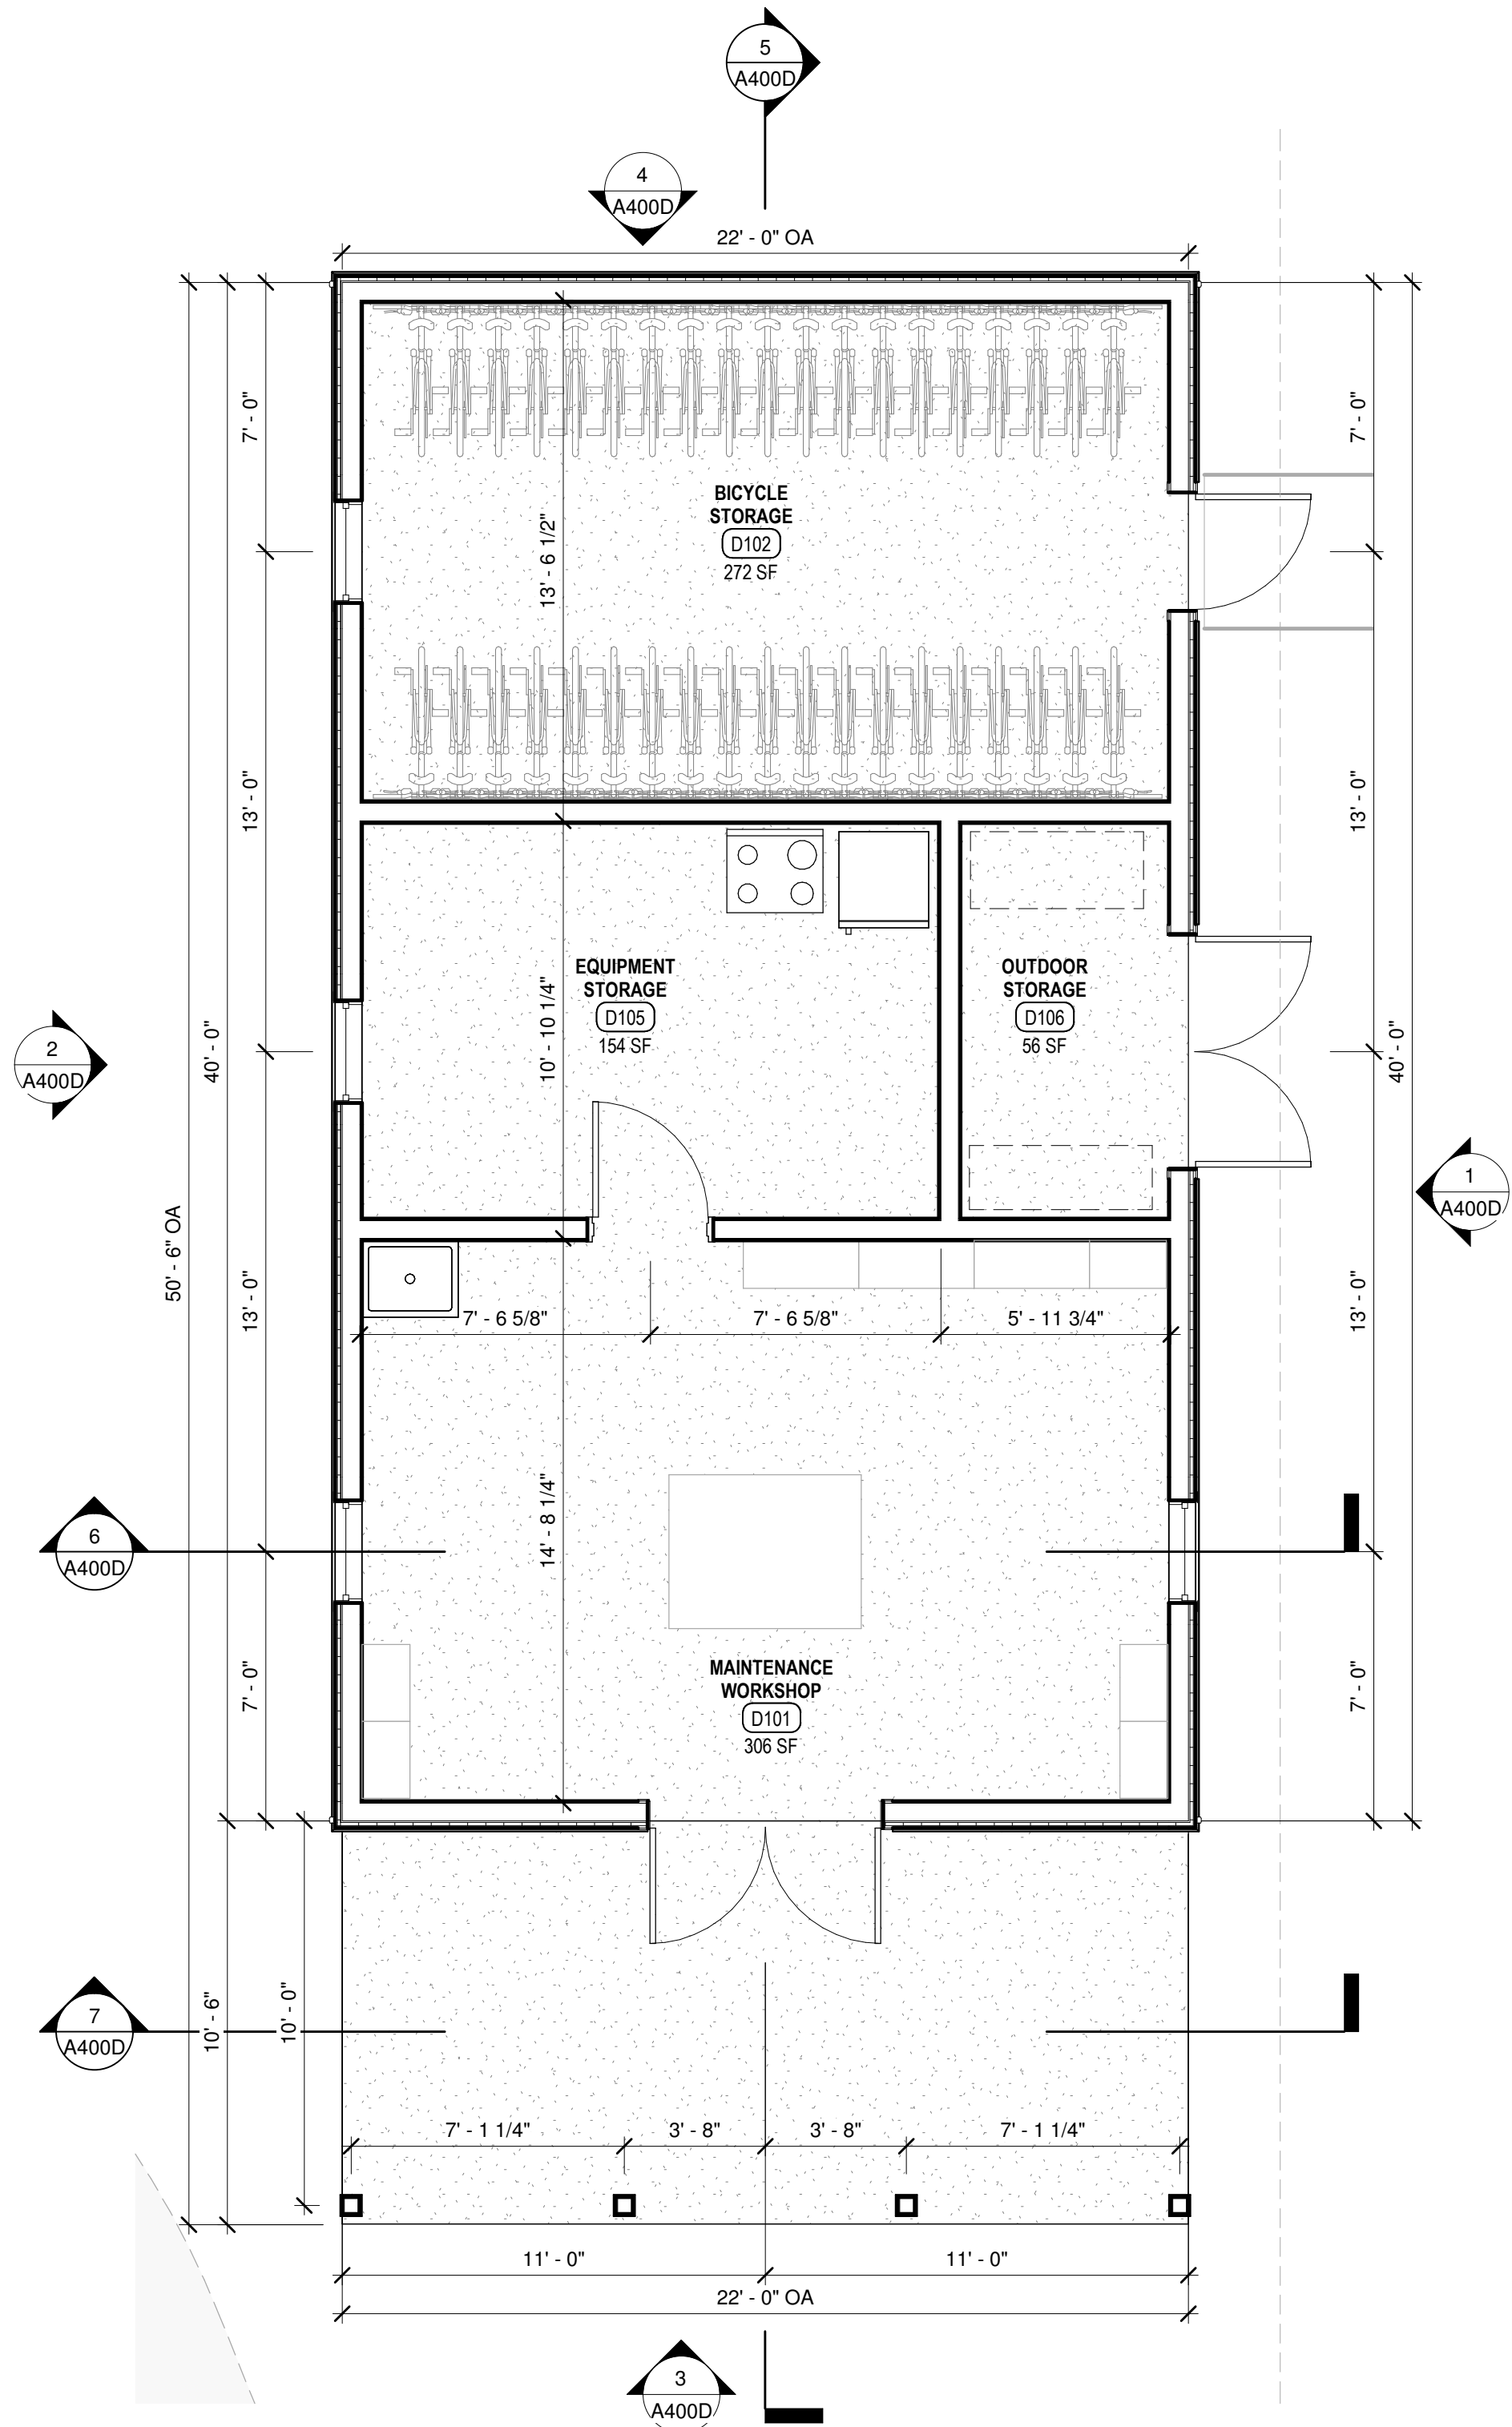 5
A400D
4
A400D
22' - 0" OA
7' - 0"
7' - 0"
BICYCLE
STORAGE
D102
272 SF
13' - 6 1/2"
13' - 0"
13' - 0"
EQUIPMENT
STORAGE
D105
154 SF
OUTDOOR
STORAGE
D106
56 SF
10' - 10 1/4"
2
A400D
40' - 0"
40' - 0"
1
A400D
50' - 6" OA
13' - 0"
13' - 0"
7' - 6 5/8"
7' - 6 5/8"
5' - 11 3/4"
14' - 8 1/4"
6
A400D
MAINTENANCE
WORKSHOP
D101
306 SF
7' - 0"
7' - 0"
7
A400D
10' - 6"
10' - 0"
7' - 1 1/4"
3' - 8"
3' - 8"
7' - 1 1/4"
11' - 0"
11' - 0"
22' - 0" OA
3
A400D